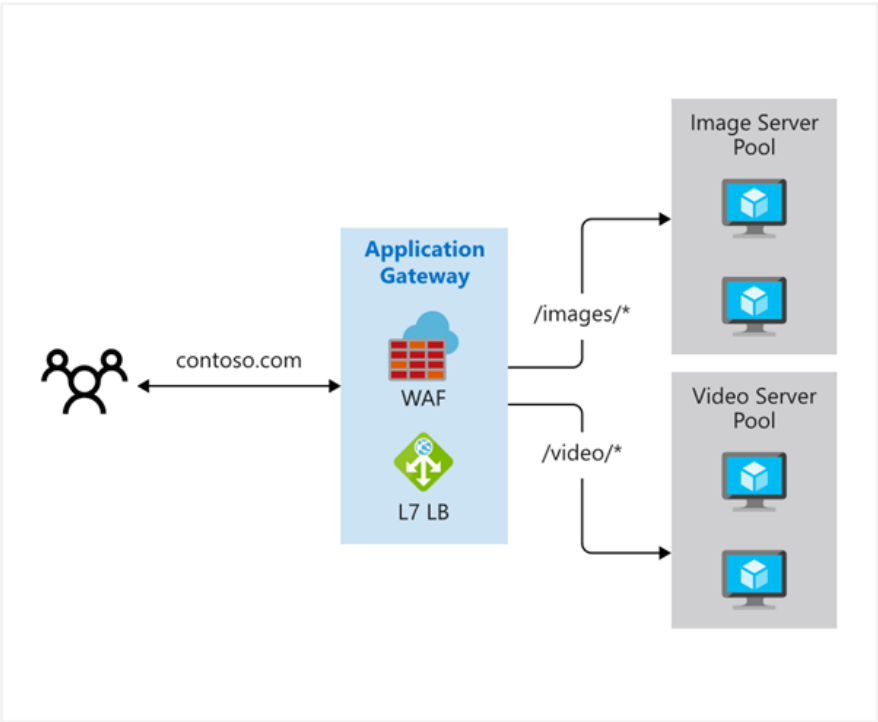 contoso.com
Application
Gateway
WAF
L7 LB
/images/*
/video/*
Image Server
Pool
Video Server
Pool